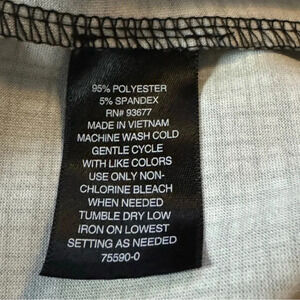 95% POLYESTER
5% SPANDEX
RN# 93677
MADE IN VIETNAM
MACHINE WASH COLD
GENTLE CYCLE
WITH LIKE COLORS
USE ONLY NON-
CHLORINE BLEACH
WHEN NEEDED
TUMBLE DRY LOW
IRON ON LOWEST
SETTING AS NEEDED
75590-0